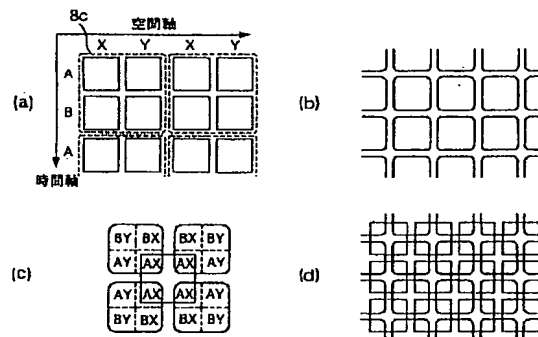 8c
空間軸
X Y X Y
A
(a)
B
A
時間軸
(b)
BY BX BX BY
AY AX AX AY
(c)
AY AX AX AY
BY BX BX BY
(d)